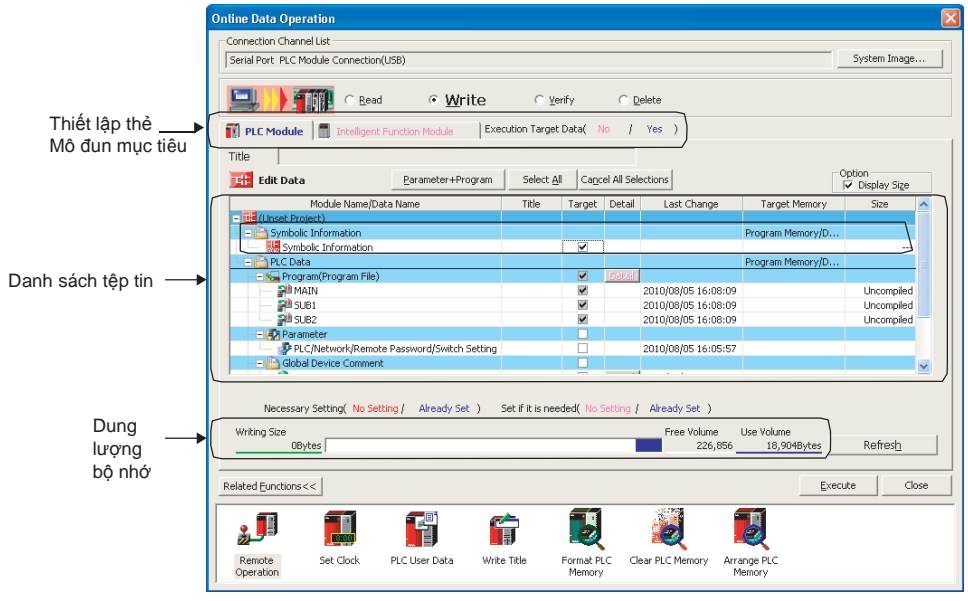 Online Data Operation
Connection Channel List
Serial Port PLC Module Connection(USB)
System Image...
Read
Write
Verify
Delete
Thiết lập thẻ
Mô đun mục tiêu
PLC Module
Intelligent Function Module
Execution Target Data( No / Yes )
Title
Edit Data
Parameter+Program
Select All
Cancel All Selections
Option
Display Size
Module Name/Data Name Title Target Detail Last Change Target Memory Size
(Unset Project)
Symbolic Information Program Memory/D...
Symbolic Information ---
PLC Data Program Memory/D...
Danh sách tệp tin
Program(Program File) Detail
MAIN 2010/08/05 16:08:09 Uncompiled
SUB1 2010/08/05 16:08:09 Uncompiled
SUB2 2010/08/05 16:08:09 Uncompiled
Parameter
PLC/Network/Remote Password/Switch Setting 2010/08/05 16:05:57
Global Device Comment
Necessary Setting( No Setting / Already Set ) Set if it is needed( No Setting / Already Set )
Dung
lượng
bộ nhớ
Writing Size Free Volume Use Volume
0Bytes 226,856 18,904Bytes
Refresh
Related Functions<<
Execute
Close
Remote
Operation
Set Clock
PLC User Data
Write Title
Format PLC
Memory
Clear PLC Memory
Arrange PLC
Memory